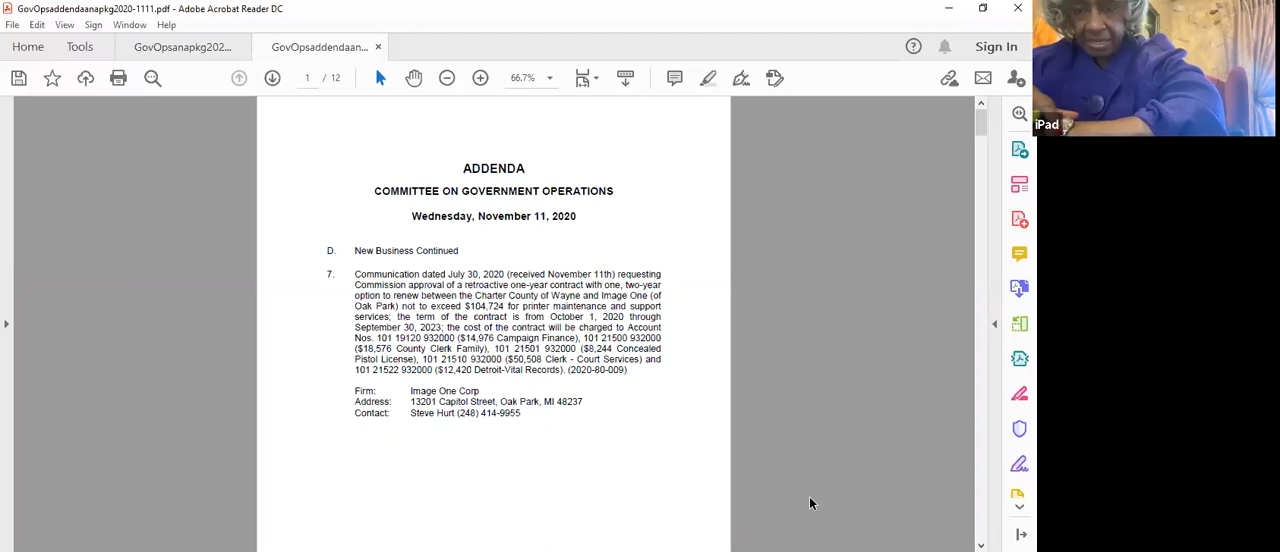 GovOpsaddendaanapkg2020-1111.pdf - Adobe Acrobat Reader DC
File Edit View Sign Window Help
Home Tools GovOpsanapkg202... GovOpsaddendaan... × Sign In
1 / 12 66.7%
iPad
ADDENDA
COMMITTEE ON GOVERNMENT OPERATIONS
Wednesday, November 11, 2020
D. New Business Continued
7. Communication dated July 30, 2020 (received November 11th) requesting
Commission approval of a retroactive one-year contract with one, two-year
option to renew between the Charter County of Wayne and Image One (of
Oak Park) not to exceed $104,724 for printer maintenance and support
services; the term of the contract is from October 1, 2020 through
September 30, 2023; the cost of the contract will be charged to Account
Nos. 101 19120 932000 ($14,976 Campaign Finance), 101 21500 932000
($18,576 County Clerk Family), 101 21501 932000 ($8,244 Concealed
Pistol License), 101 21510 932000 ($50,508 Clerk - Court Services) and
101 21522 932000 ($12,420 Detroit-Vital Records). (2020-80-009)
Firm: Image One Corp
Address: 13201 Capitol Street, Oak Park, MI 48237
Contact: Steve Hurt (248) 414-9955